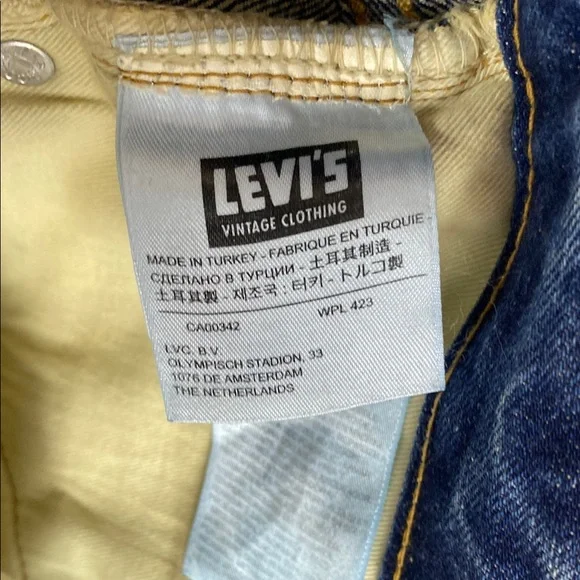 LEVI'S
VINTAGE CLOTHING
MADE IN TURKEY - FABRIQUE EN TURQUIE -
СДЕЛАНО В ТУРЦИИ - 土耳其制造 -
土耳其製 - 제조국 : 터키 - トルコ製
CA00342 WPL 423
LVC. B.V.
OLYMPISCH STADION, 33
1076 DE AMSTERDAM
THE NETHERLANDS